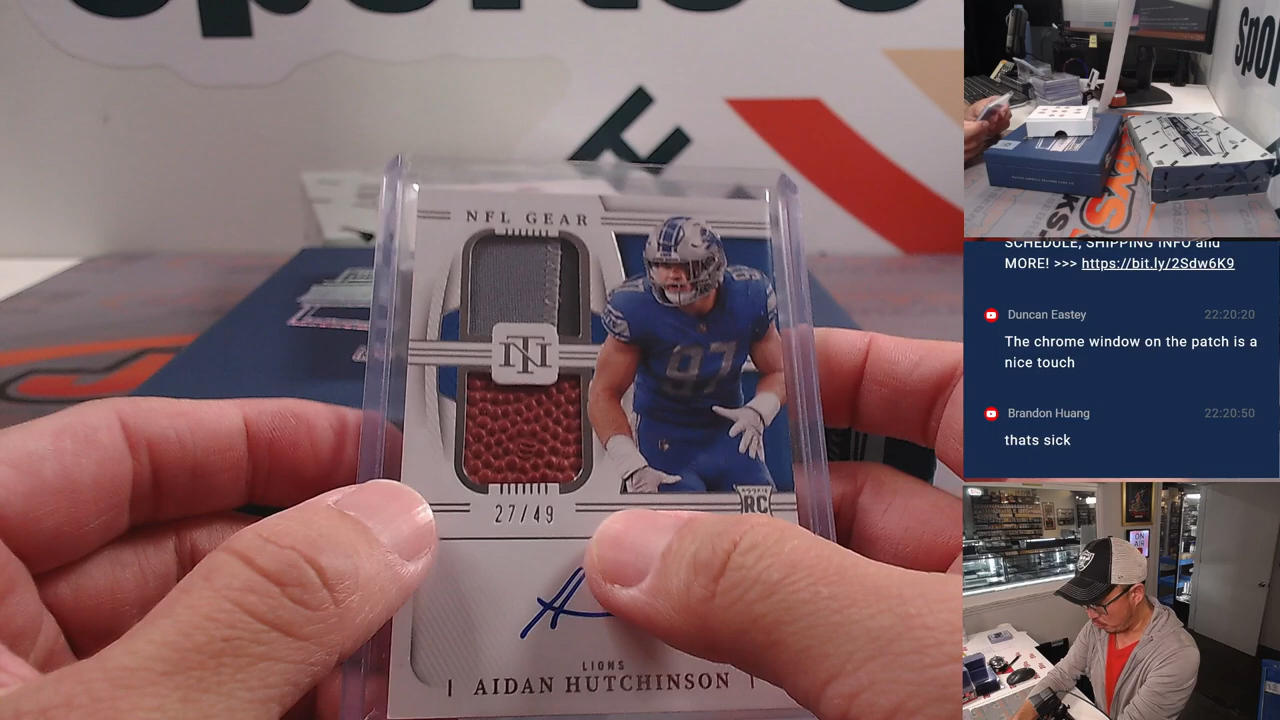 NFL GEAR
97
27/49
RC
LIONS
AIDAN HUTCHINSON
SCHEDULE, SHIPPING INFO and
MORE! >>> https://bit.ly/2Sdw6K9
Duncan Eastey 22:20:20
The chrome window on the patch is a
nice touch
Brandon Huang 22:20:50
thats sick
ON
AIR